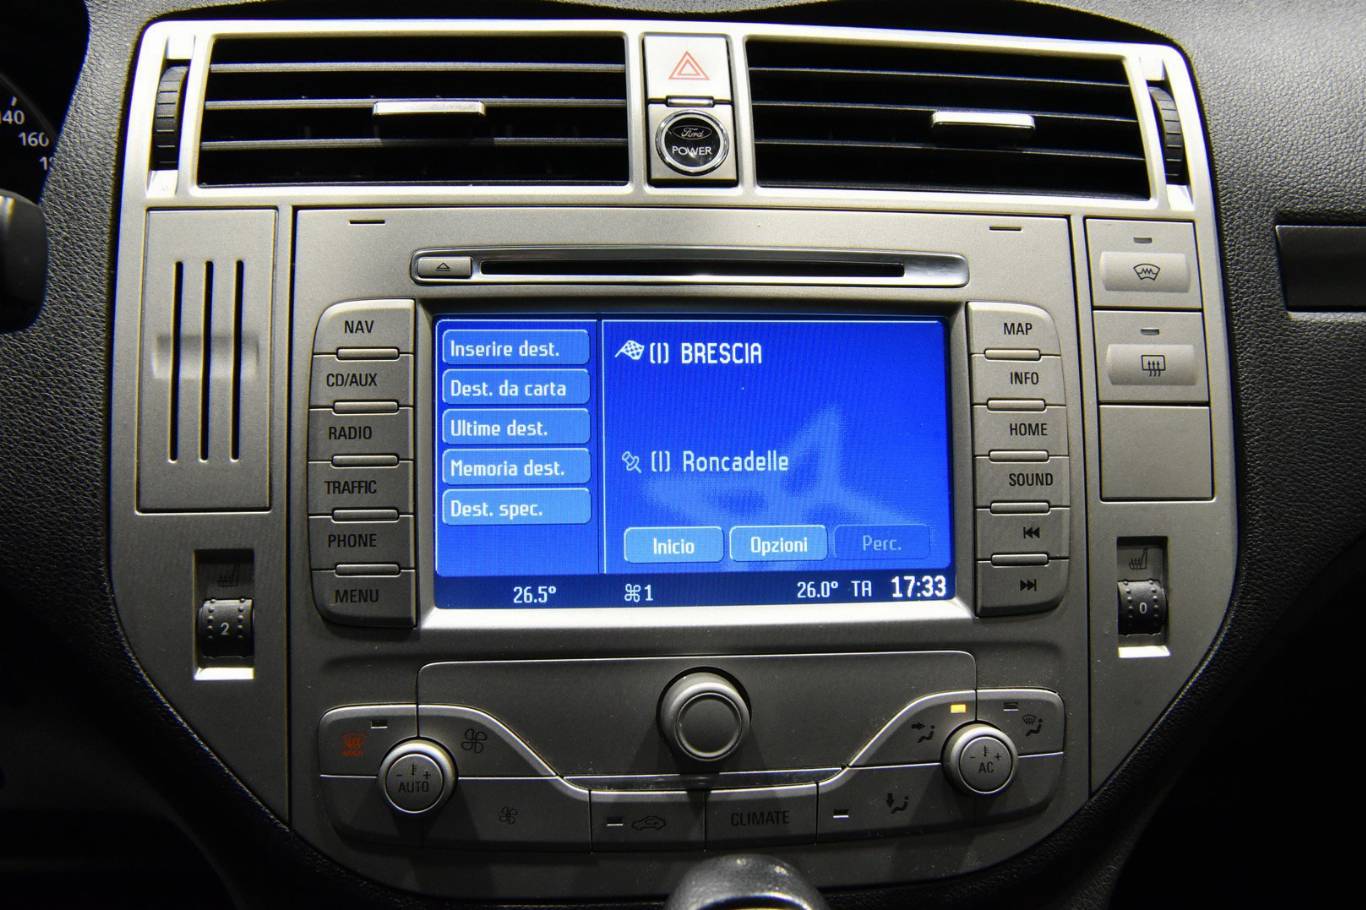 140
160
Ford
POWER
NAV
CD/AUX
RADIO
TRAFFIC
PHONE
MENU
Inserire dest.
Dest. da carta
Ultime dest.
Memoria dest.
Dest. spec.
(I) BRESCIA
(I) Roncadelle
Inizio
Opzioni
Perc.
26.5° ⌘1 26.0° TA 17:33
MAP
INFO
HOME
SOUND
2
0
- +
AUTO
CLIMATE
- +
AC